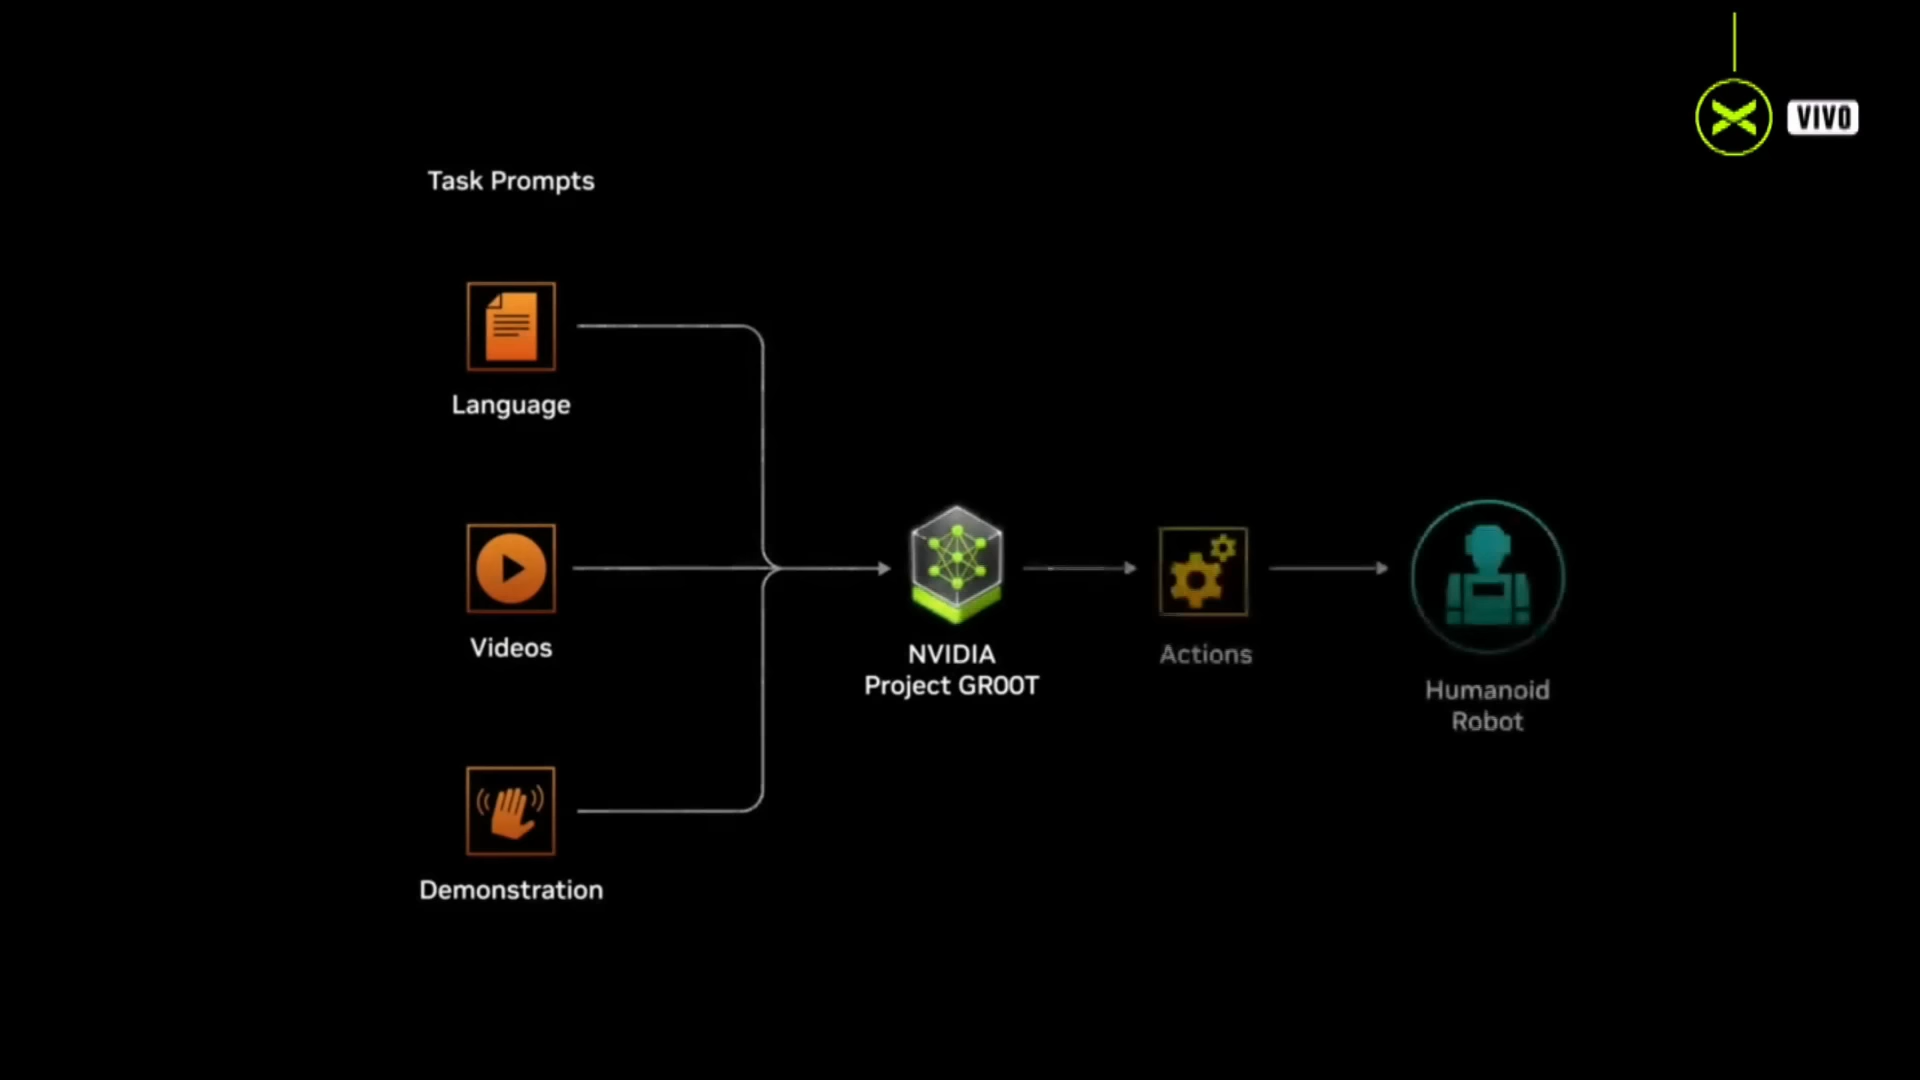 VIVO
Task Prompts
Language
Videos
NVIDIA
Project GR00T
Actions
Humanoid
Robot
Demonstration